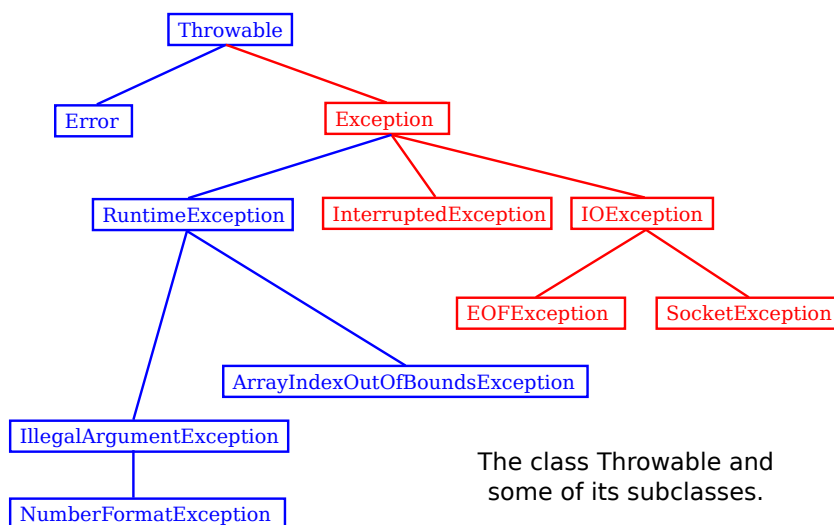 Throwable
Error
Exception
RuntimeException
InterruptedException
IOException
EOFException
SocketException
ArrayIndexOutOfBoundsException
IllegalArgumentException
NumberFormatException
The class Throwable and
some of its subclasses.